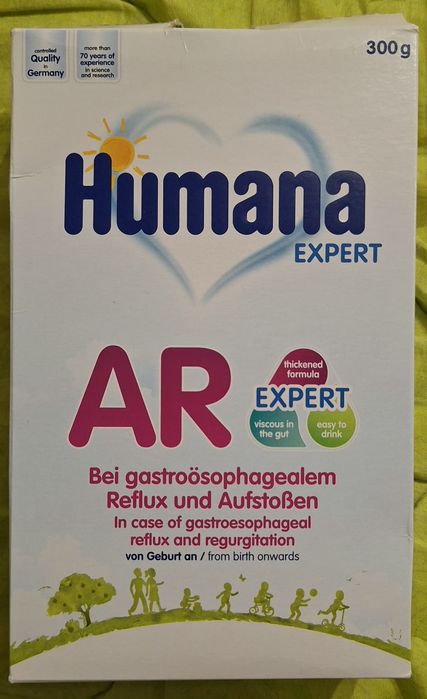 controlled
Quality
in
Germany
more than
70 years of
experience
in science
and research
300 g
Humana
EXPERT
AR
thickened
formula
EXPERT
viscous in
the gut
easy to
drink
Bei gastroösophagealem
Reflux und Aufstoßen
In case of gastroesophageal
reflux and regurgitation
von Geburt an / from birth onwards